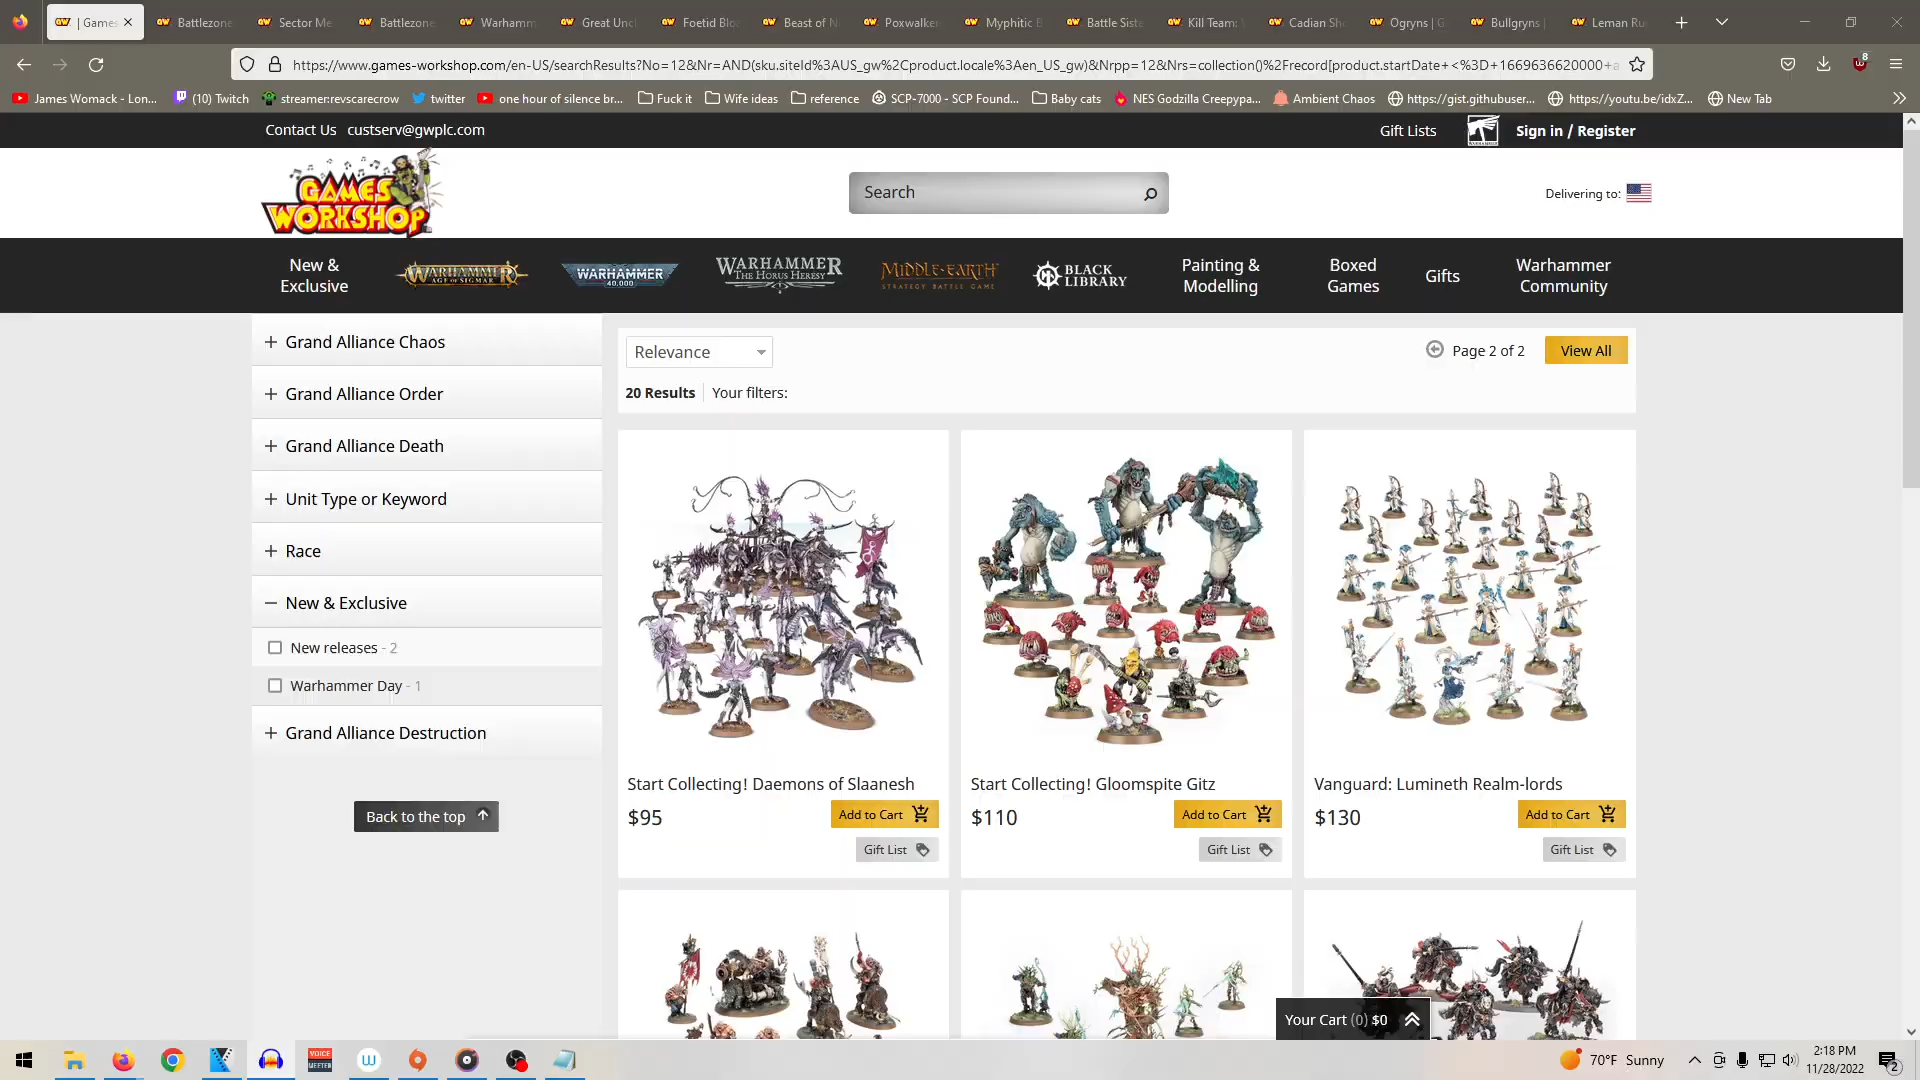 | Games
Battlezone
Sector Me
Battlezone
Warhamm
Great Unc
Foetid Blo
Beast of N
Poxwalker
Myphitic B
Battle Siste
Kill Team:
Cadian Sh
Ogryns | G
Bullgryns |
Leman Ru
https://www.games-workshop.com/en-US/searchResults?No=12&Nr=AND(sku.siteId%3AUS_gw%2Cproduct.locale%3Aen_US_gw)&Nrpp=12&Nrs=collection()%2Frecord[product.startDate+<%3D+1669636620000+a
8
James Womack - Lon...
(10) Twitch
streamer:revscarecrow
twitter
one hour of silence br...
Fuck it
Wife ideas
reference
SCP-7000 - SCP Found...
Baby cats
NES Godzilla Creepypa...
Ambient Chaos
https://gist.githubuser...
https://youtu.be/idxZ...
New Tab
Contact Us custserv@gwplc.com
Gift Lists
WARHAMMER
Sign in / Register
GAMES
WORKSHOP
Search
Delivering to:
New &
Exclusive
WARHAMMER
AGE OF SIGMAR
WARHAMMER
40,000
WARHAMMER
THE HORUS HERESY
MIDDLE-EARTH
STRATEGY BATTLE GAME
BLACK
LIBRARY
Painting &
Modelling
Boxed
Games
Gifts
Warhammer
Community
Grand Alliance Chaos
Grand Alliance Order
Grand Alliance Death
Unit Type or Keyword
Race
New & Exclusive
New releases - 2
Warhammer Day - 1
Grand Alliance Destruction
Back to the top
Relevance
Page 2 of 2
View All
20 Results
Your filters:
Start Collecting! Daemons of Slaanesh
$95
Add to Cart
Gift List
Start Collecting! Gloomspite Gitz
$110
Add to Cart
Gift List
Vanguard: Lumineth Realm-lords
$130
Add to Cart
Gift List
Your Cart (0) $0
VOICE
MEETER
70°F Sunny
2:18 PM
11/28/2022
2